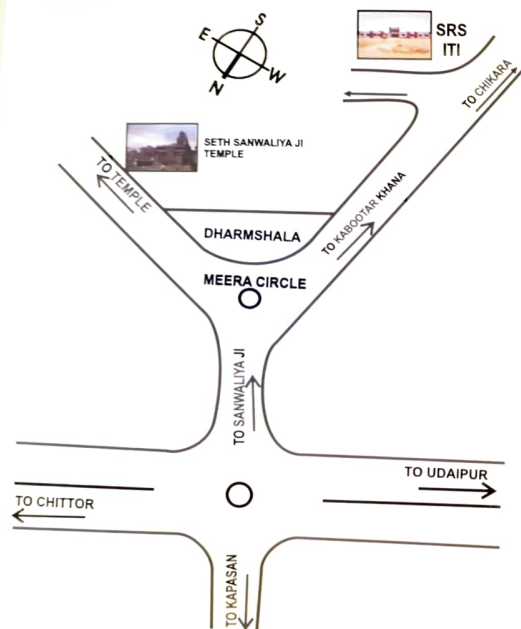 S
E
W
N
SRS
ITI
TO CHIKARA
SETH SANWALIYA JI
TEMPLE
TO TEMPLE
TO KABOOTAR KHANA
DHARMSHALA
MEERA CIRCLE
TO SANWALIYA JI
TO UDAIPUR
TO CHITTOR
TO KAPASAN